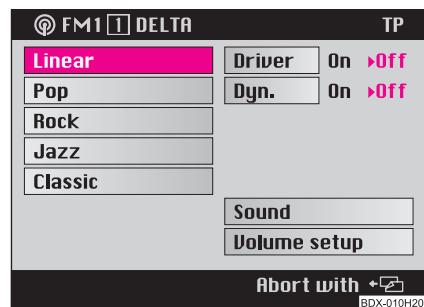 FM1 1 DELTA TP
Linear
Pop
Rock
Jazz
Classic
Driver On ▸Off
Dyn. On ▸Off
Sound
Volume setup
Abort with
BDX-010H20